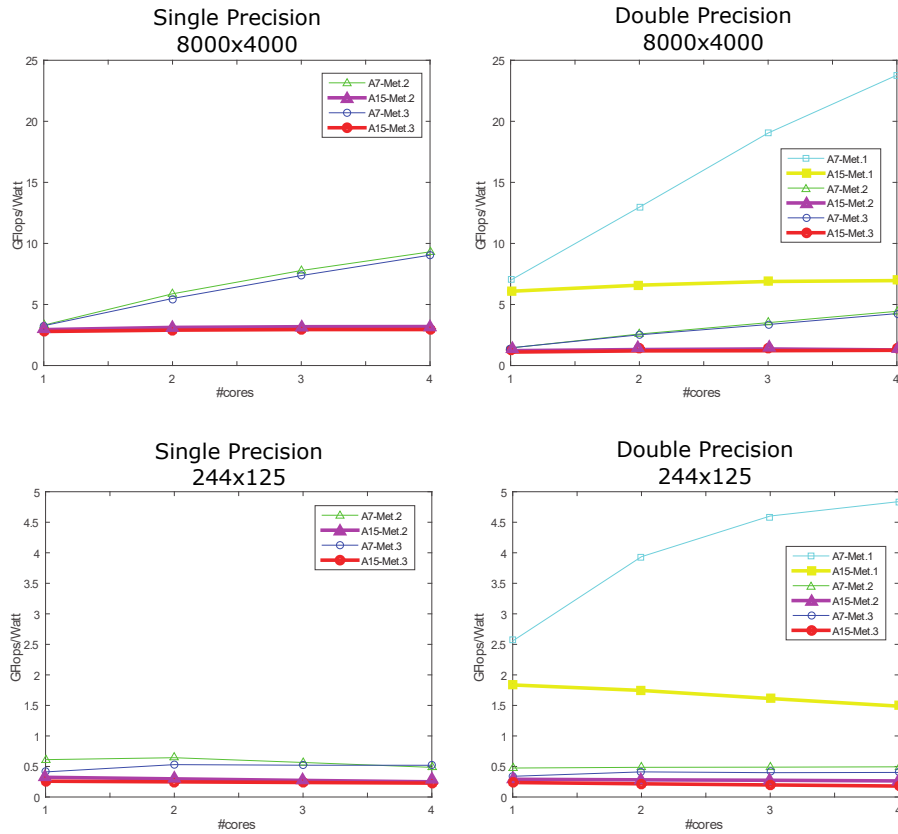 Single Precision
8000x4000
25
20
15
10
5
0
GFlops/Watt
1
2
3
4
#cores
A7-Met.2
A15-Met.2
A7-Met.3
A15-Met.3
Double Precision
8000x4000
25
20
15
10
5
0
GFlops/Watt
1
2
3
4
#cores
A7-Met.1
A15-Met.1
A7-Met.2
A15-Met.2
A7-Met.3
A15-Met.3
Single Precision
244x125
5
4.5
4
3.5
3
2.5
2
1.5
1
0.5
0
GFlops/Watt
1
2
3
4
#cores
A7-Met.2
A15-Met.2
A7-Met.3
A15-Met.3
Double Precision
244x125
5
4.5
4
3.5
3
2.5
2
1.5
1
0.5
0
GFlops/Watt
1
2
3
4
#cores
A7-Met.1
A15-Met.1
A7-Met.2
A15-Met.2
A7-Met.3
A15-Met.3